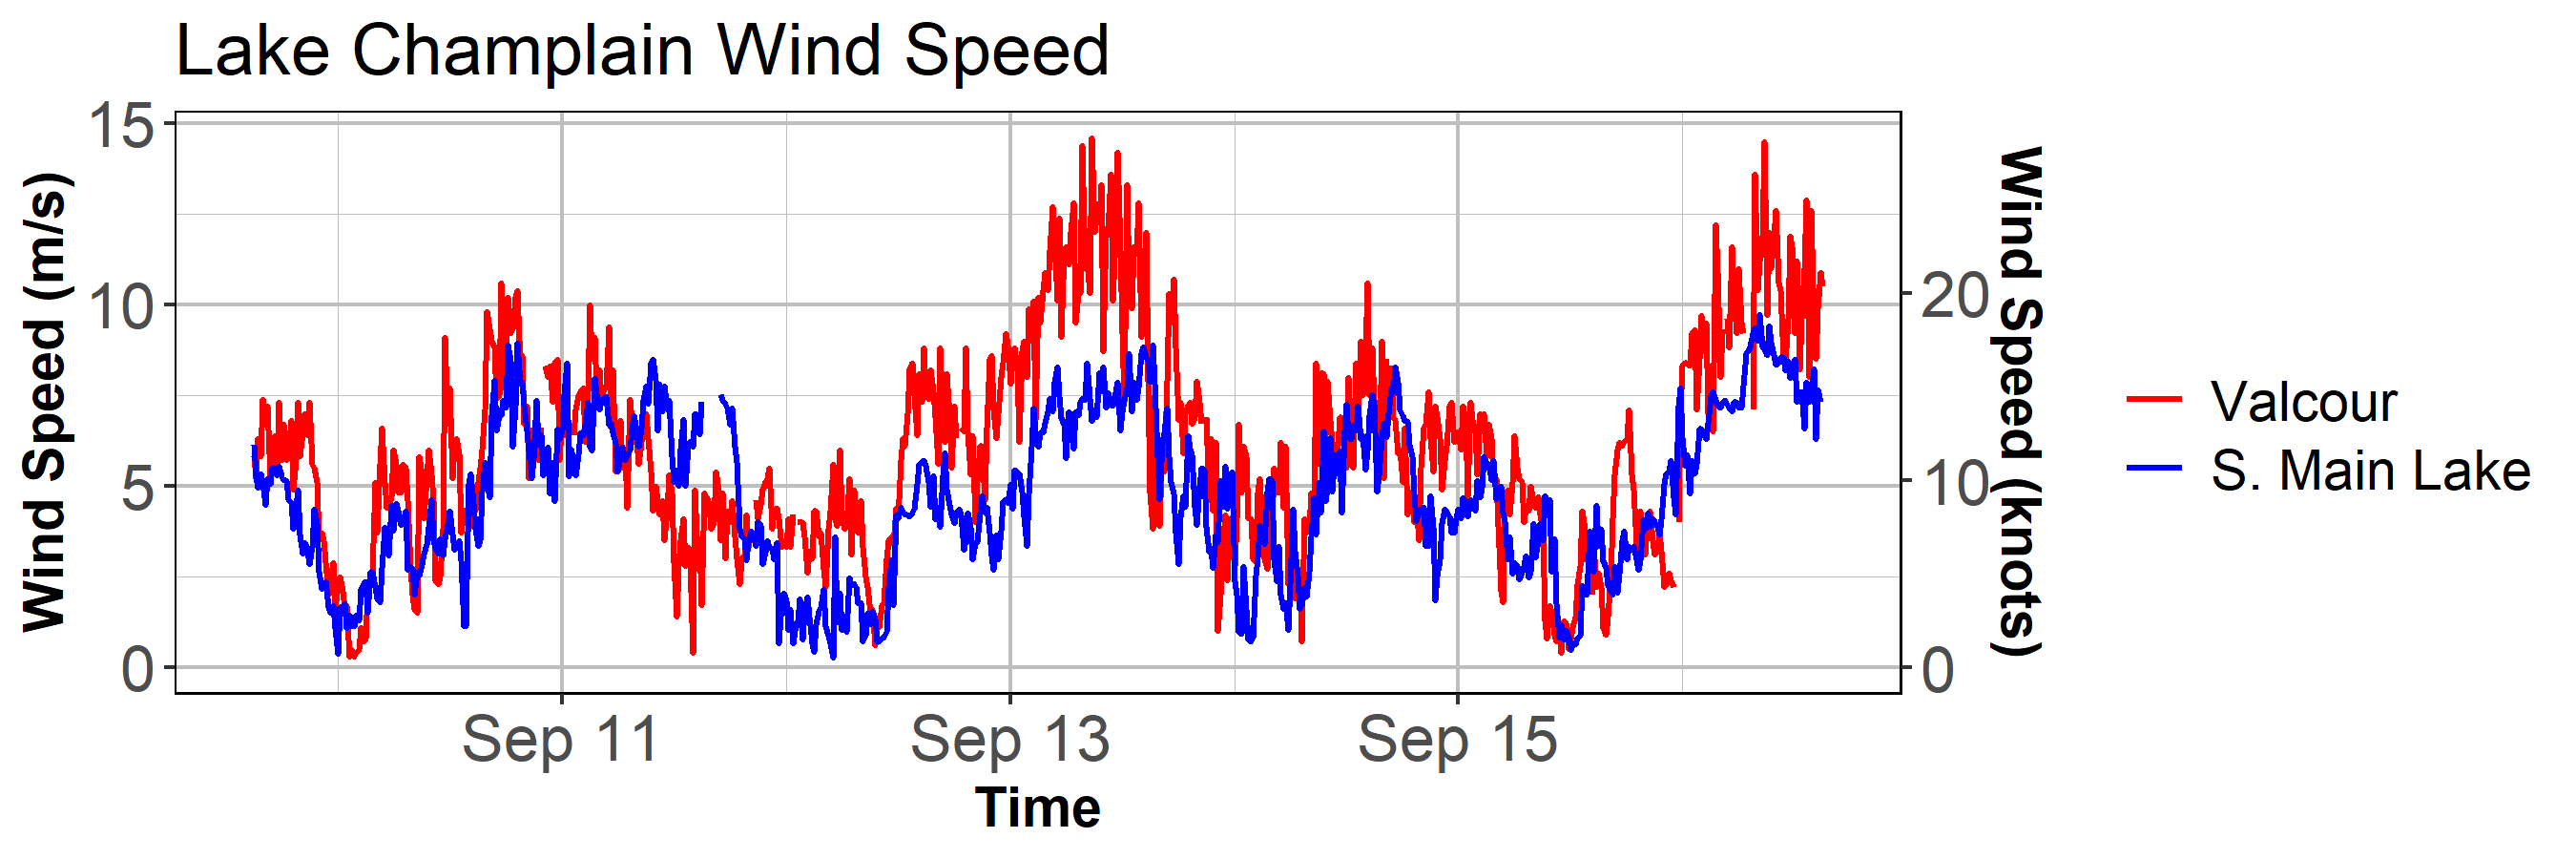 Lake Champlain Wind Speed
Wind Speed (m/s)
15
10
5
0
20
10
0
Wind Speed (knots)
Sep 11
Sep 13
Sep 15
Time
Valcour
S. Main Lake